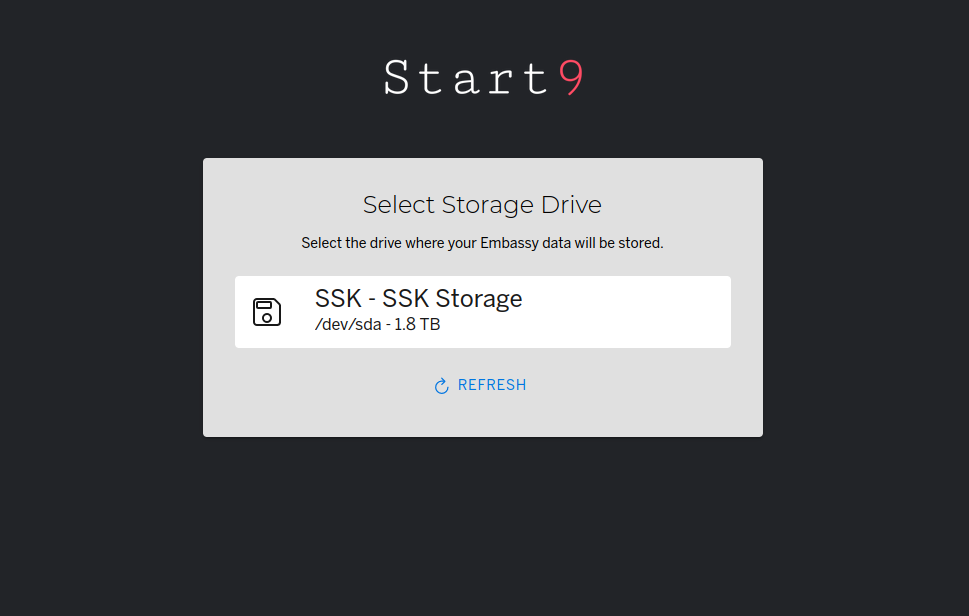 Start9
Select Storage Drive
Select the drive where your Embassy data will be stored.
SSK - SSK Storage
/dev/sda - 1.8 TB
REFRESH